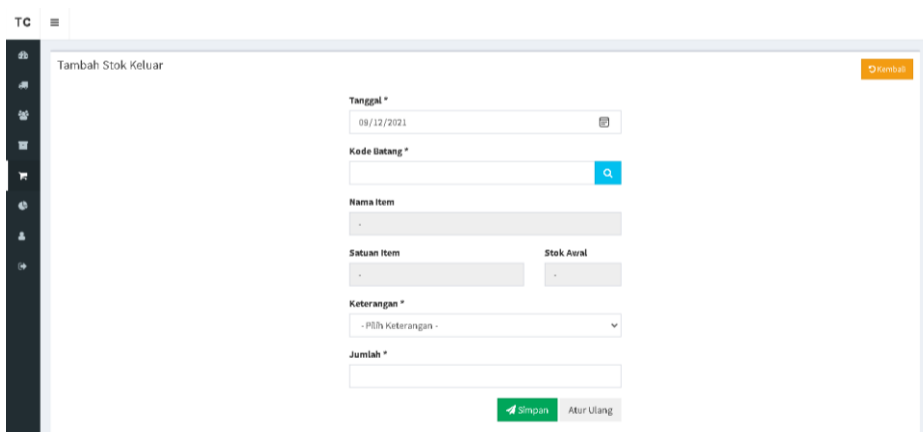 TC
Tambah Stok Keluar
Kembali
Tanggal *
08/12/2021
Kode Batang *
Nama Item
-
Satuan Item Stok Awal
- -
Keterangan *
- Pilih Keterangan -
Jumlah *
Simpan Atur Ulang